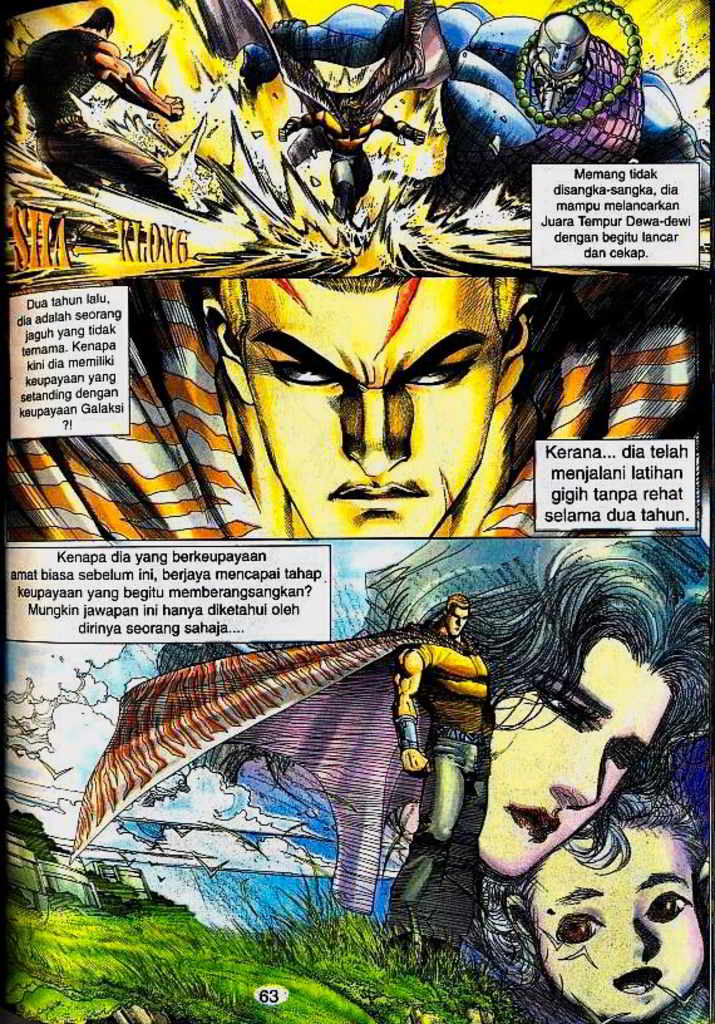 Memang tidak
disangka-sangka, dia
mampu melancarkan
Juara Tempur Dewa-dewi
dengan begitu lancar
dan cekap.
Dua tahun lalu,
dia adalah seorang
jaguh yang tidak
ternama. Kenapa
kini dia memiliki
keupayaan yang
setanding dengan
keupayaan Galaksi
?!
Kerana... dia telah
menjalani latihan
gigih tanpa rehat
selama dua tahun.
Kenapa dia yang berkeupayaan
amat biasa sebelum ini, berjaya mencapai tahap
keupayaan yang begitu memberangsangkan?
Mungkin jawapan ini hanya diketahui oleh
dirinya seorang sahaja....
63